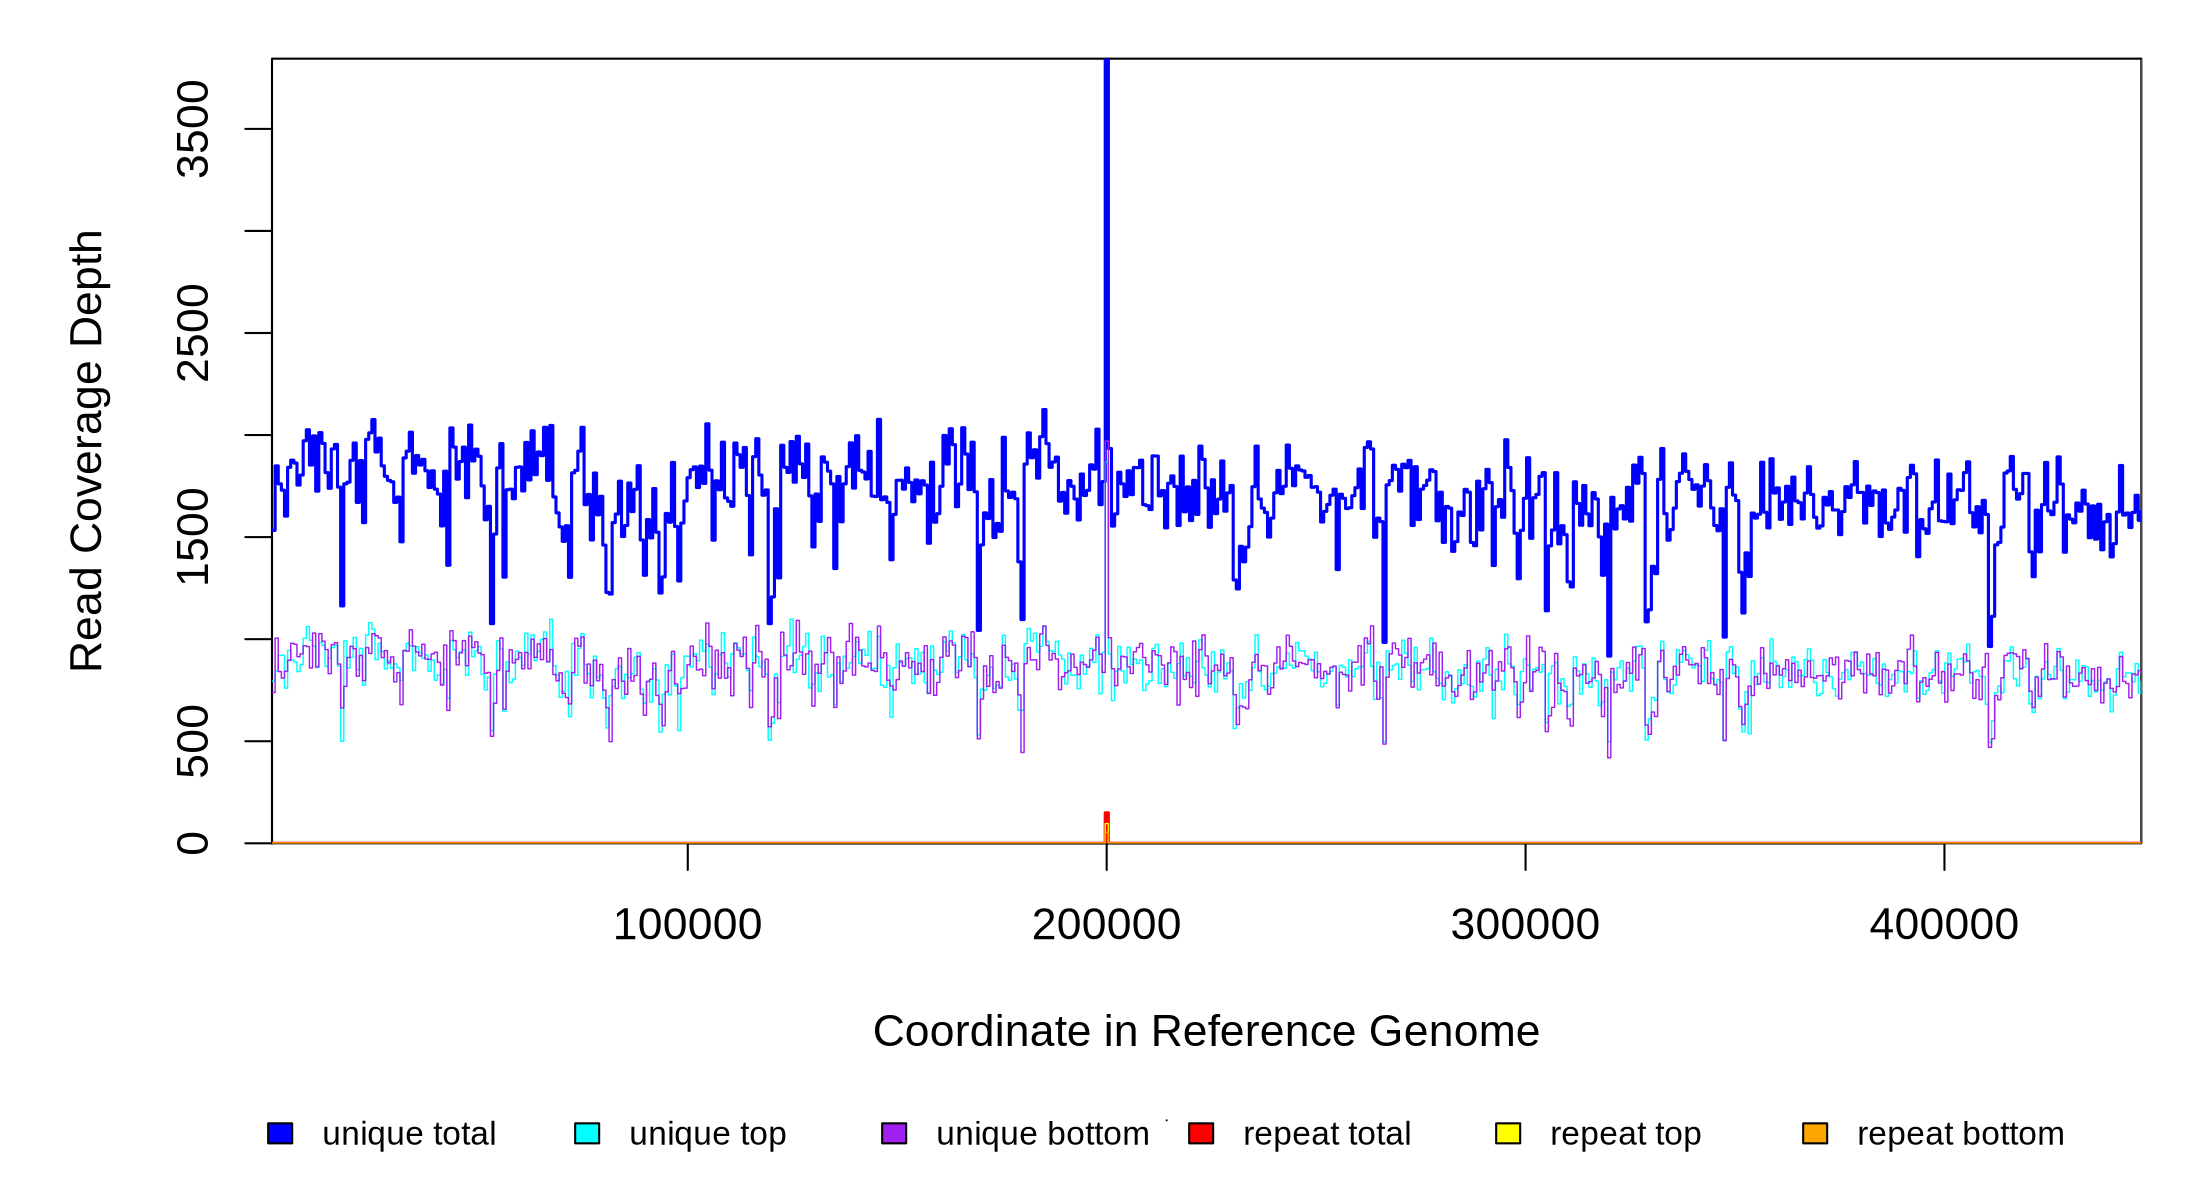 Read Coverage Depth
3500
2500
1500
500
0
100000 200000 300000 400000
Coordinate in Reference Genome
unique total unique top unique bottom repeat total repeat top repeat bottom